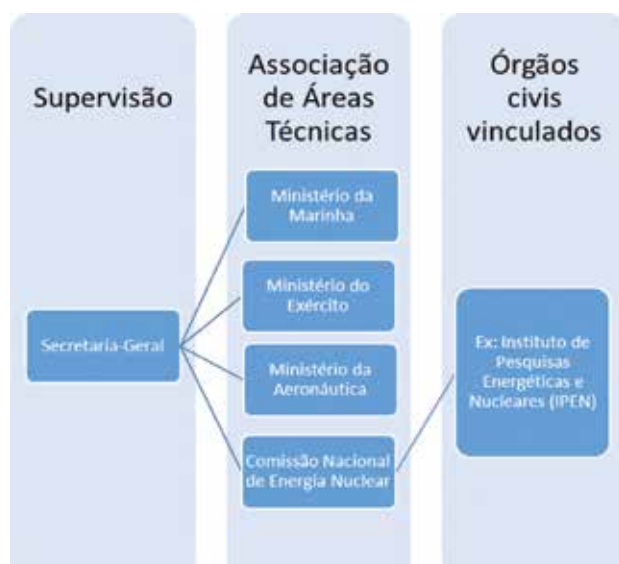 Supervisão
Associação
de Áreas
Técnicas
Órgãos
civis
vinculados
Ministério da
Marinha
Ministério do
Exército
Secretaria-Geral
Ministério da
Aeronáutica
Comissão Nacional
de Energia Nuclear
Ex: Instituto de
Pesquisas
Energéticas e
Nucleares (IPEN)